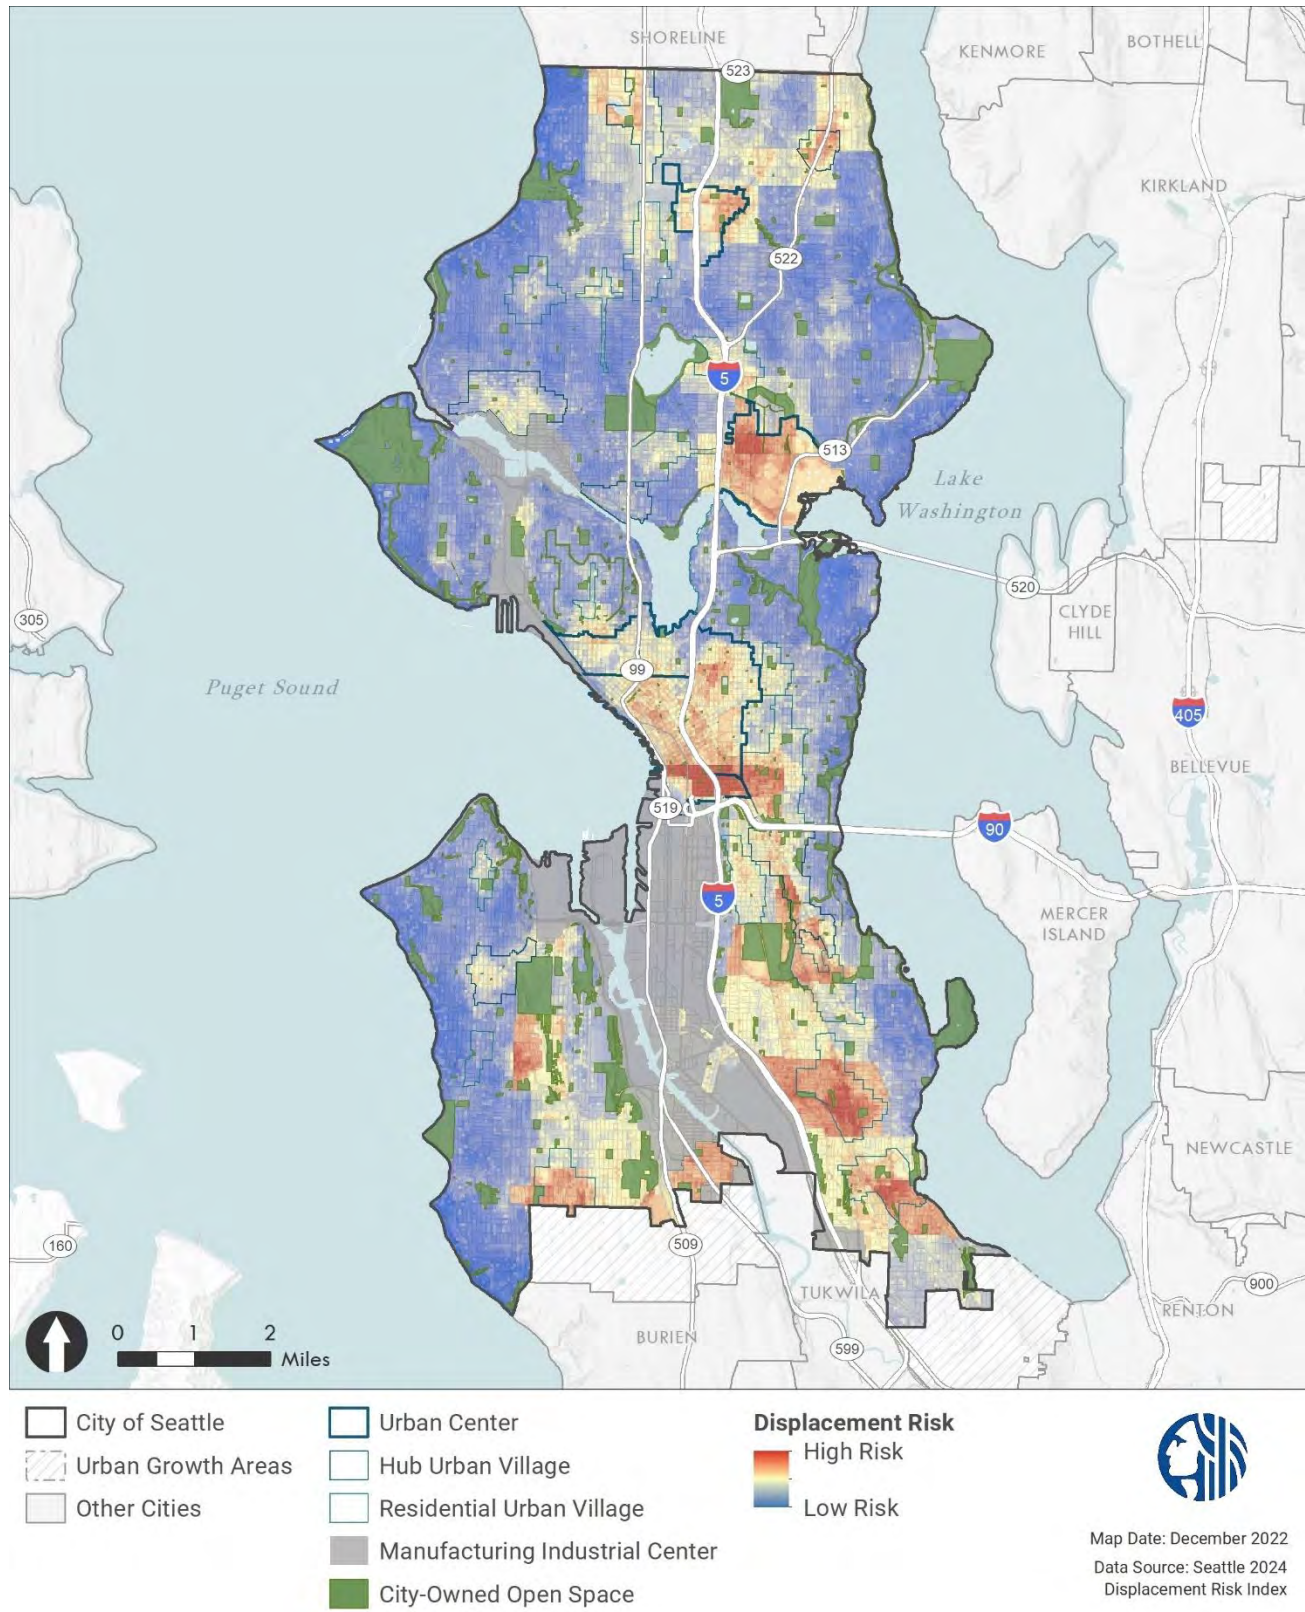 SHORELINE
KENMORE
BOTHELL
523
KIRKLAND
522
5
513
Lake
Washington
520
CLYDE
HILL
305
99
Puget Sound
405
BELLEVUE
519
90
5
MERCER
ISLAND
NEWCASTLE
160
509
900
TUKWILA
RENTON
BURIEN
599
0 1 2
Miles
City of Seattle
Urban Growth Areas
Other Cities
Urban Center
Hub Urban Village
Residential Urban Village
Manufacturing Industrial Center
City-Owned Open Space
Displacement Risk
High Risk
Low Risk
Map Date: December 2022
Data Source: Seattle 2024
Displacement Risk Index